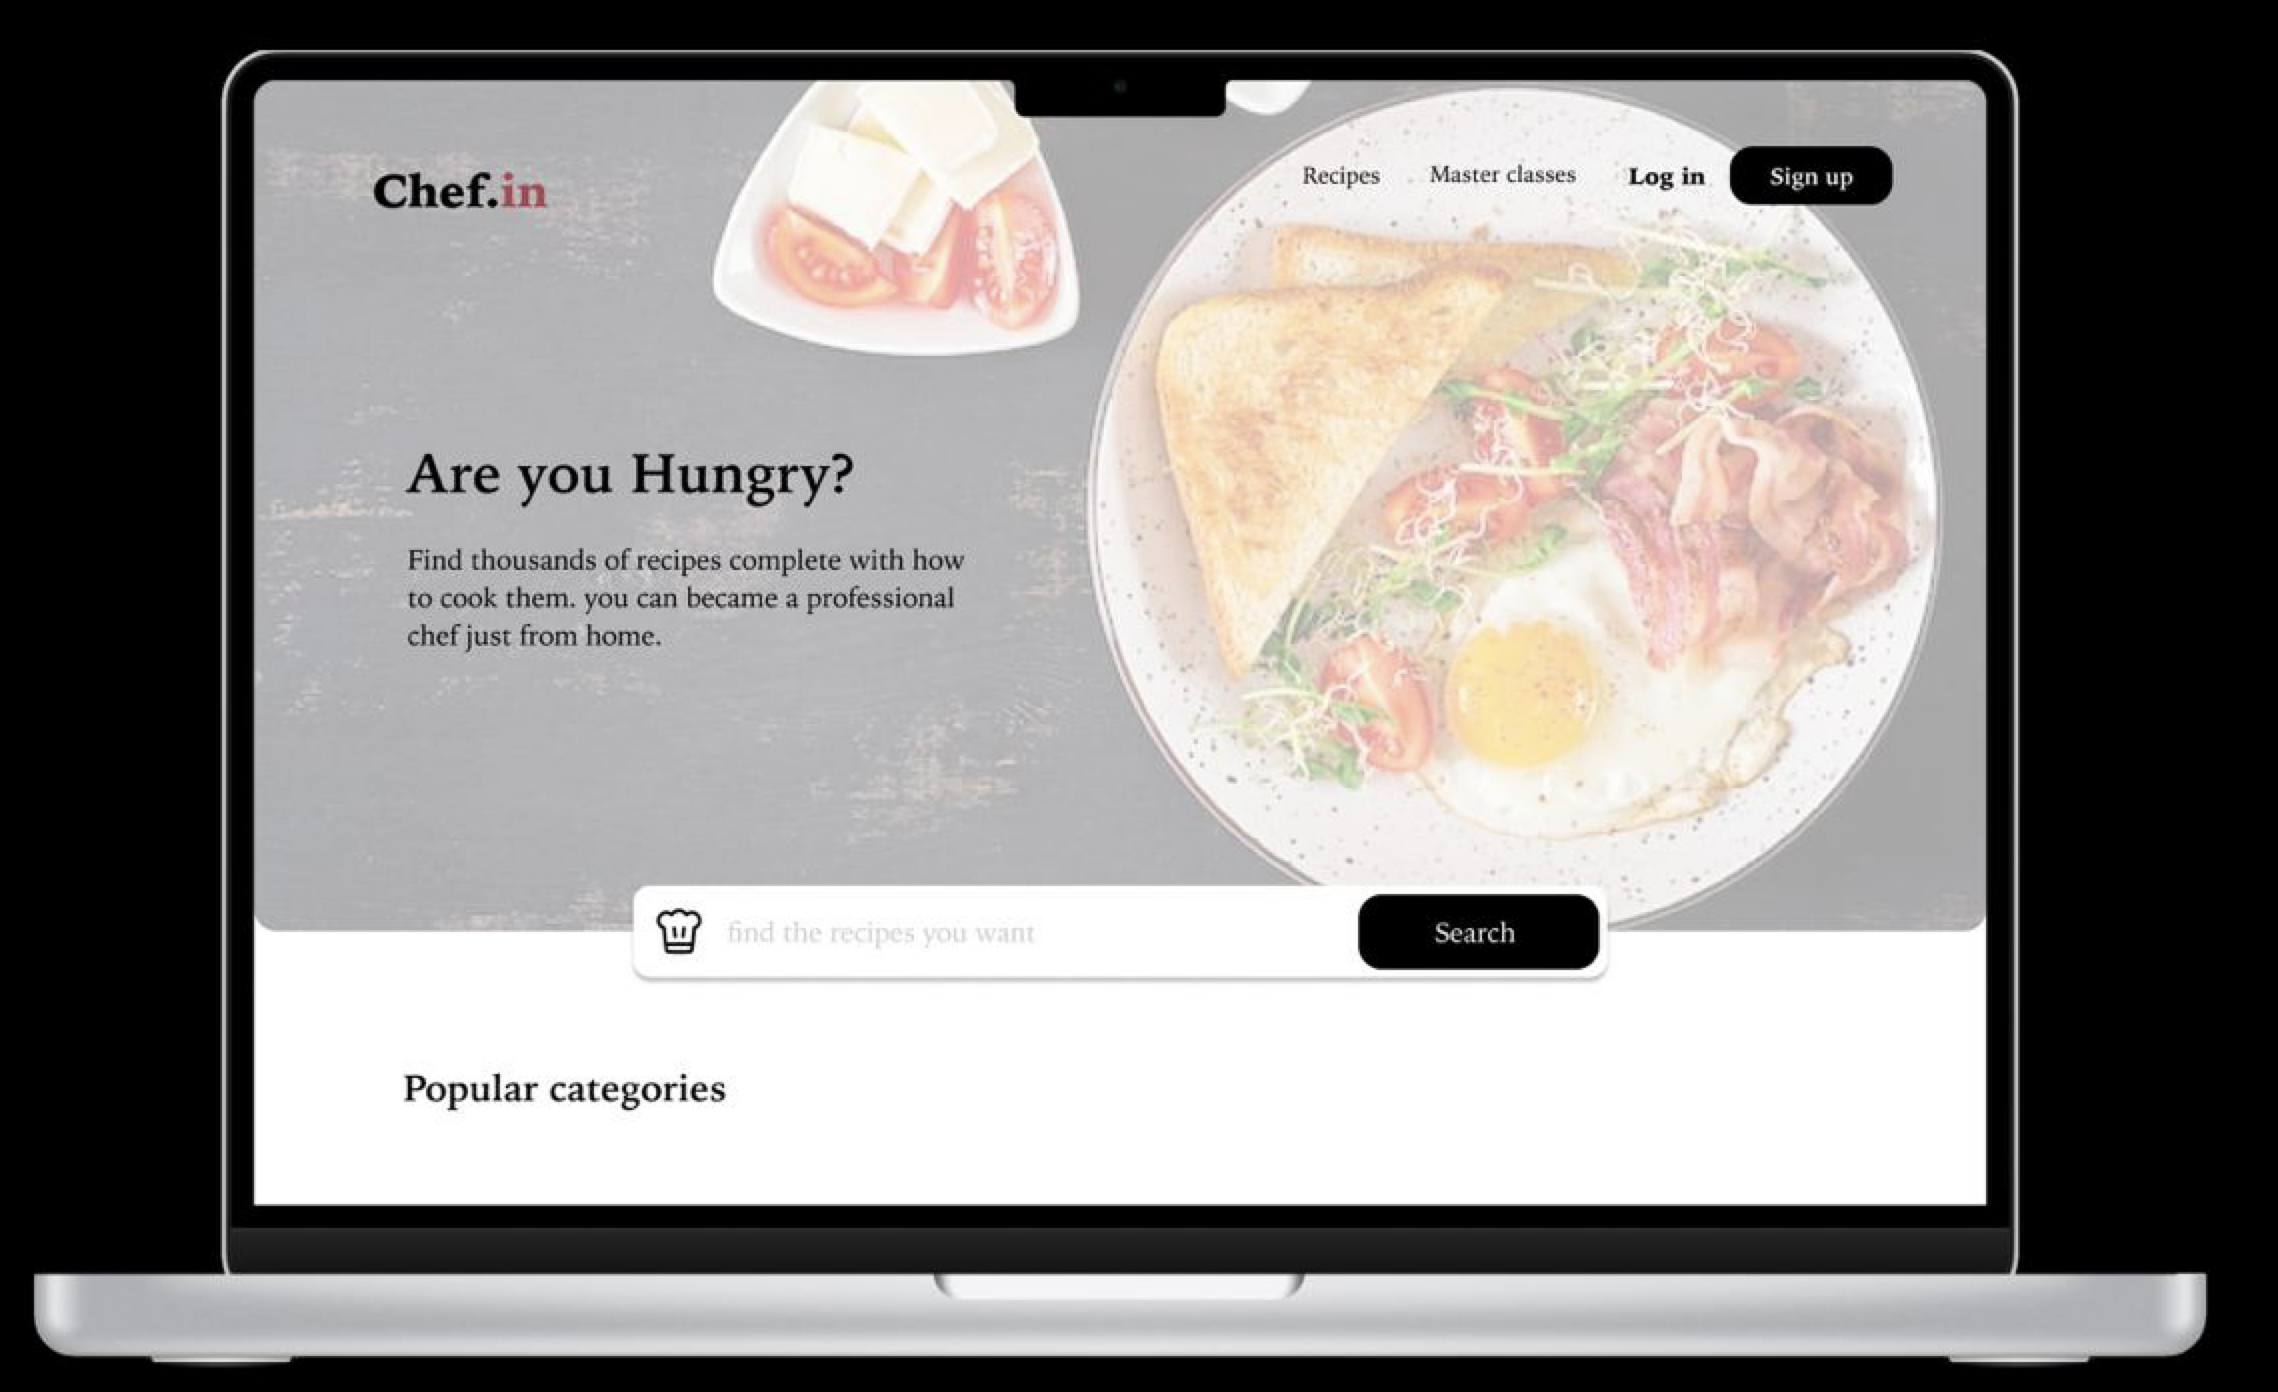 Chef.in
Recipes
Master classes
Log in
Sign up
Are you Hungry?
Find thousands of recipes complete with how
to cook them. you can became a professional
chef just from home.
find the recipes you want
Search
Popular categories